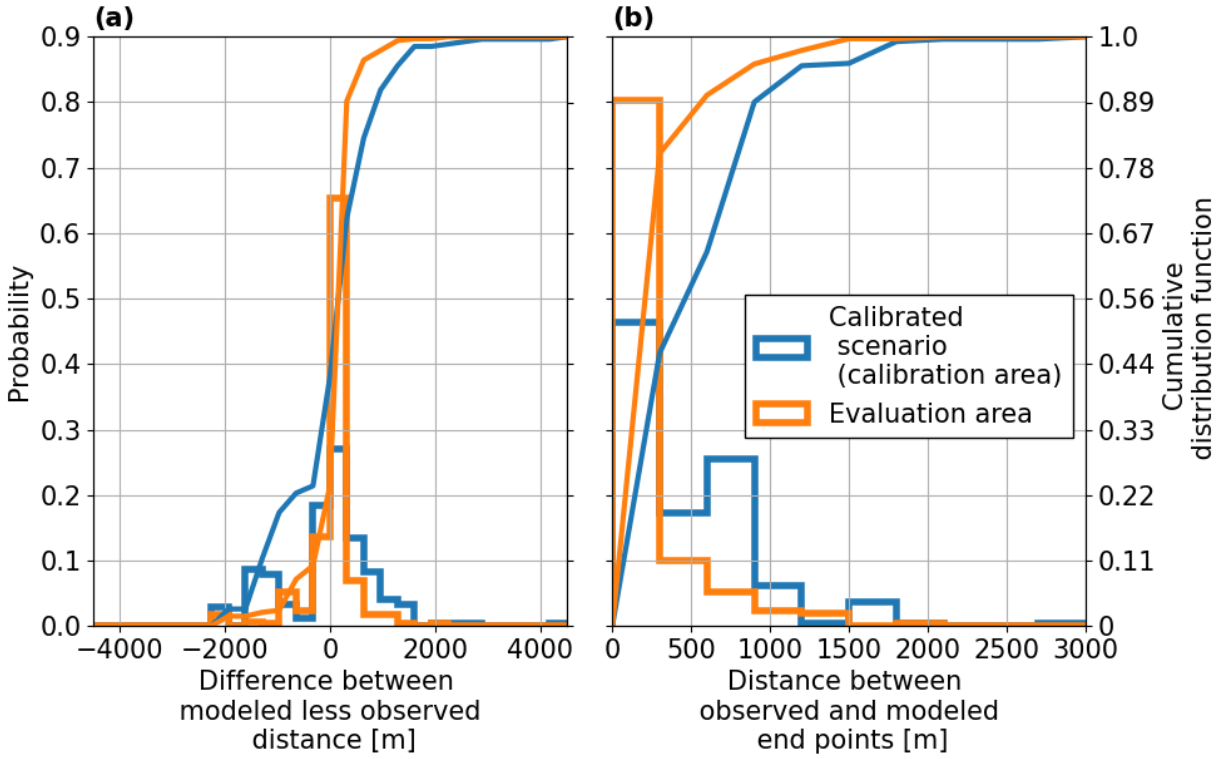 (a)
(b)
0.9
0.8
0.7
0.6
0.5
0.4
0.3
0.2
0.1
0.0
Probability
−4000 −2000 0 2000 4000
Difference between
modeled less observed
distance [m]
1.0
0.89
0.78
0.67
0.56
0.44
0.33
0.22
0.11
0
Cumulative
distribution function
Calibrated
scenario
(calibration area)
Evaluation area
0 500 1000 1500 2000 2500 3000
Distance between
observed and modeled
end points [m]